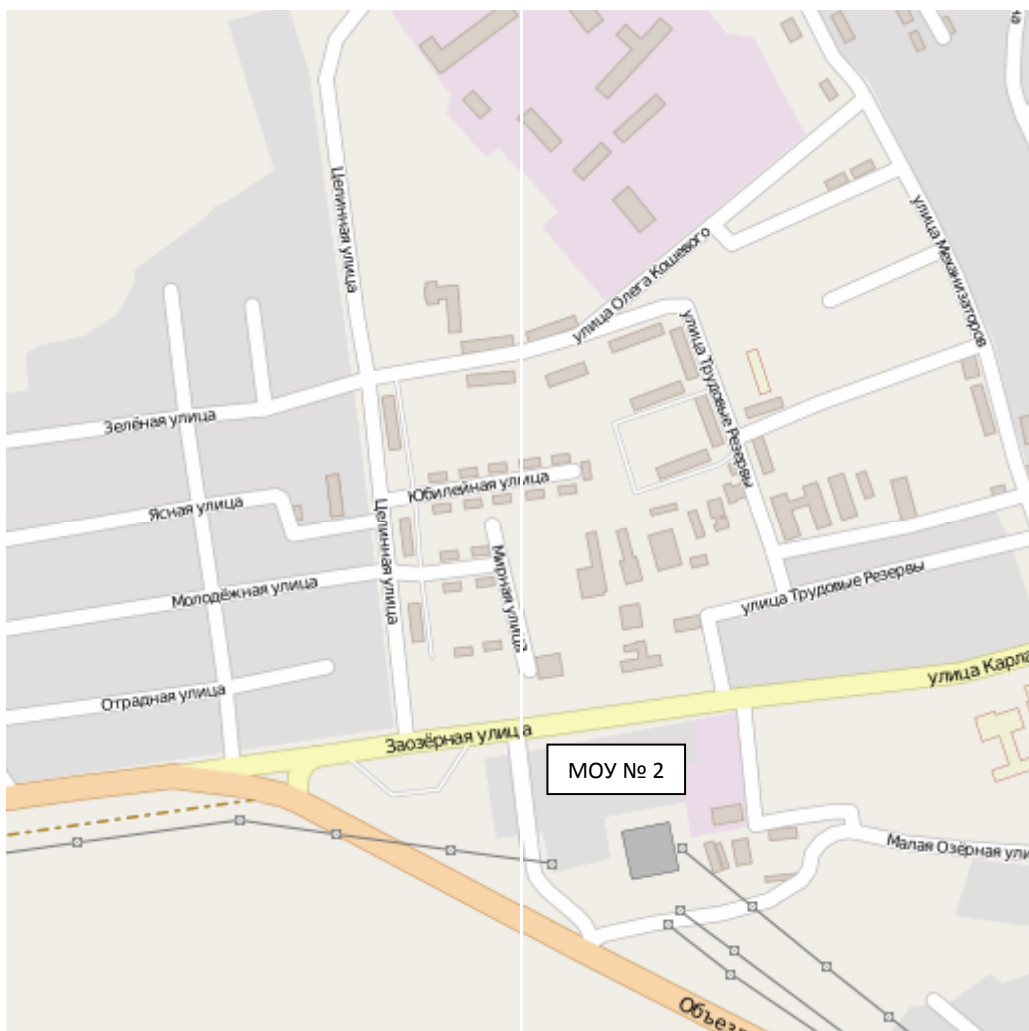 Целинная улица
улица Механизаторов
улица Олега Кошевого
улица Трудовые Резервы
Зелёная улица
Юбилейная улица
Ясная улица
Целинная улица
Мирная улица
Молодёжная улица
улица Трудовые Резервы
Отрадная улица
улица Карла
Заозёрная улица
МОУ № 2
Малая Озёрная ули
Объезд